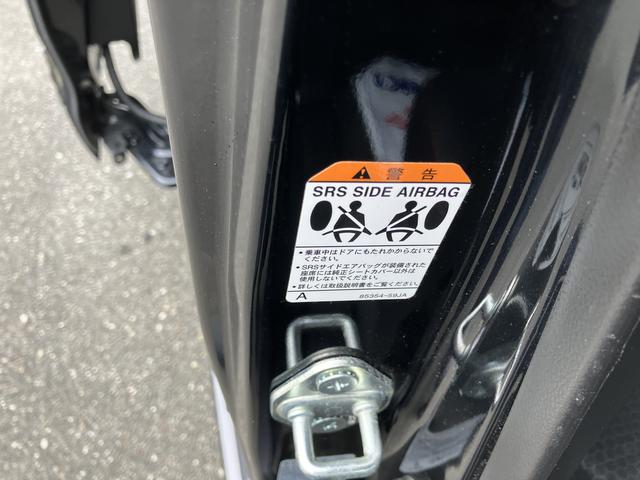 警告
SRS SIDE AIRBAG
•乗車中はドアにもたれかからないで
ください。
•SRSサイドエアバッグが装備された
座席には純正シートカバー以外は
使用しないでください。
•詳しくは取扱説明書をご覧ください。
A 85354-59JA